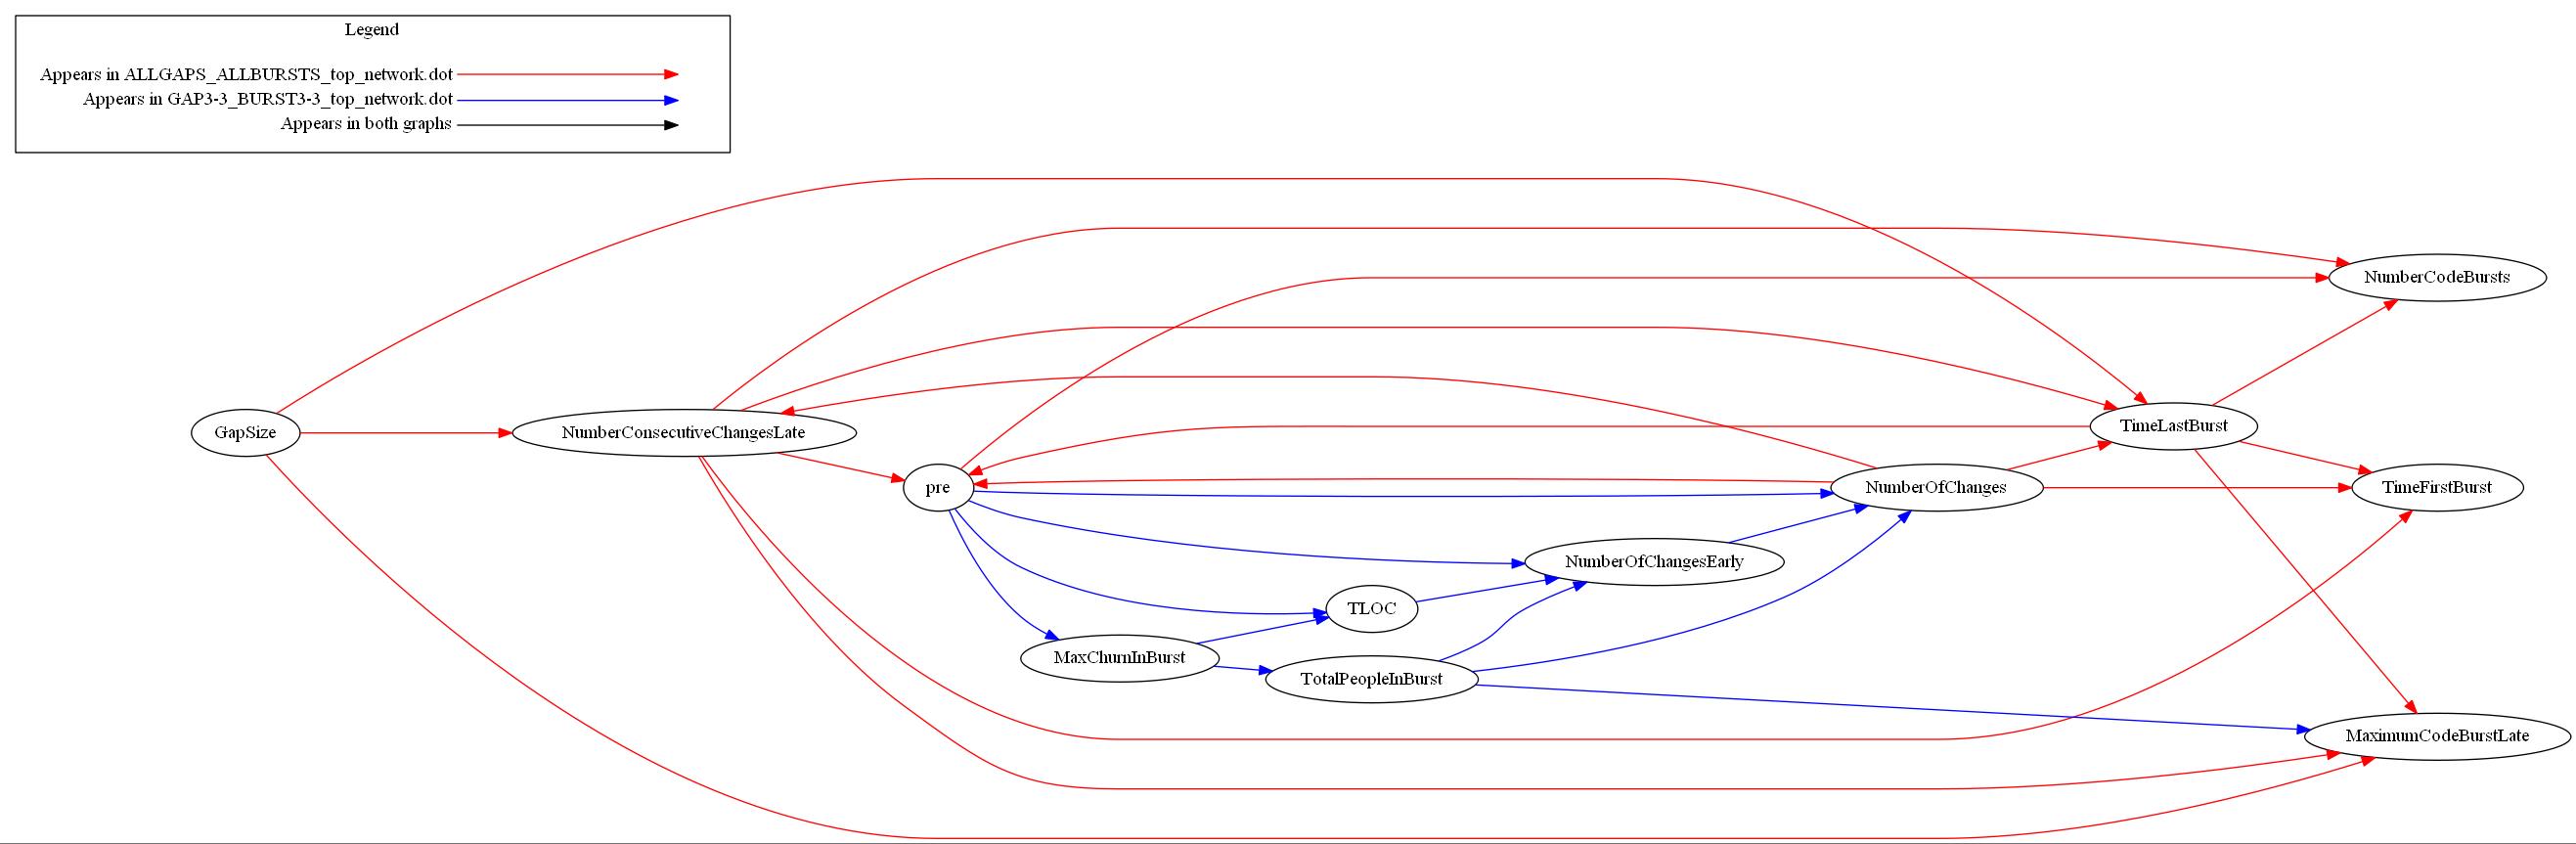 Legend
Appears in ALLGAPS_ALLBURSTS_top_network.dot
Appears in GAP3-3_BURST3-3_top_network.dot
Appears in both graphs
NumberCodeBursts
GapSize
NumberConsecutiveChangesLate
TimeLastBurst
pre
NumberOfChanges
TimeFirstBurst
NumberOfChangesEarly
TLOC
MaxChurnInBurst
TotalPeopleInBurst
MaximumCodeBurstLate